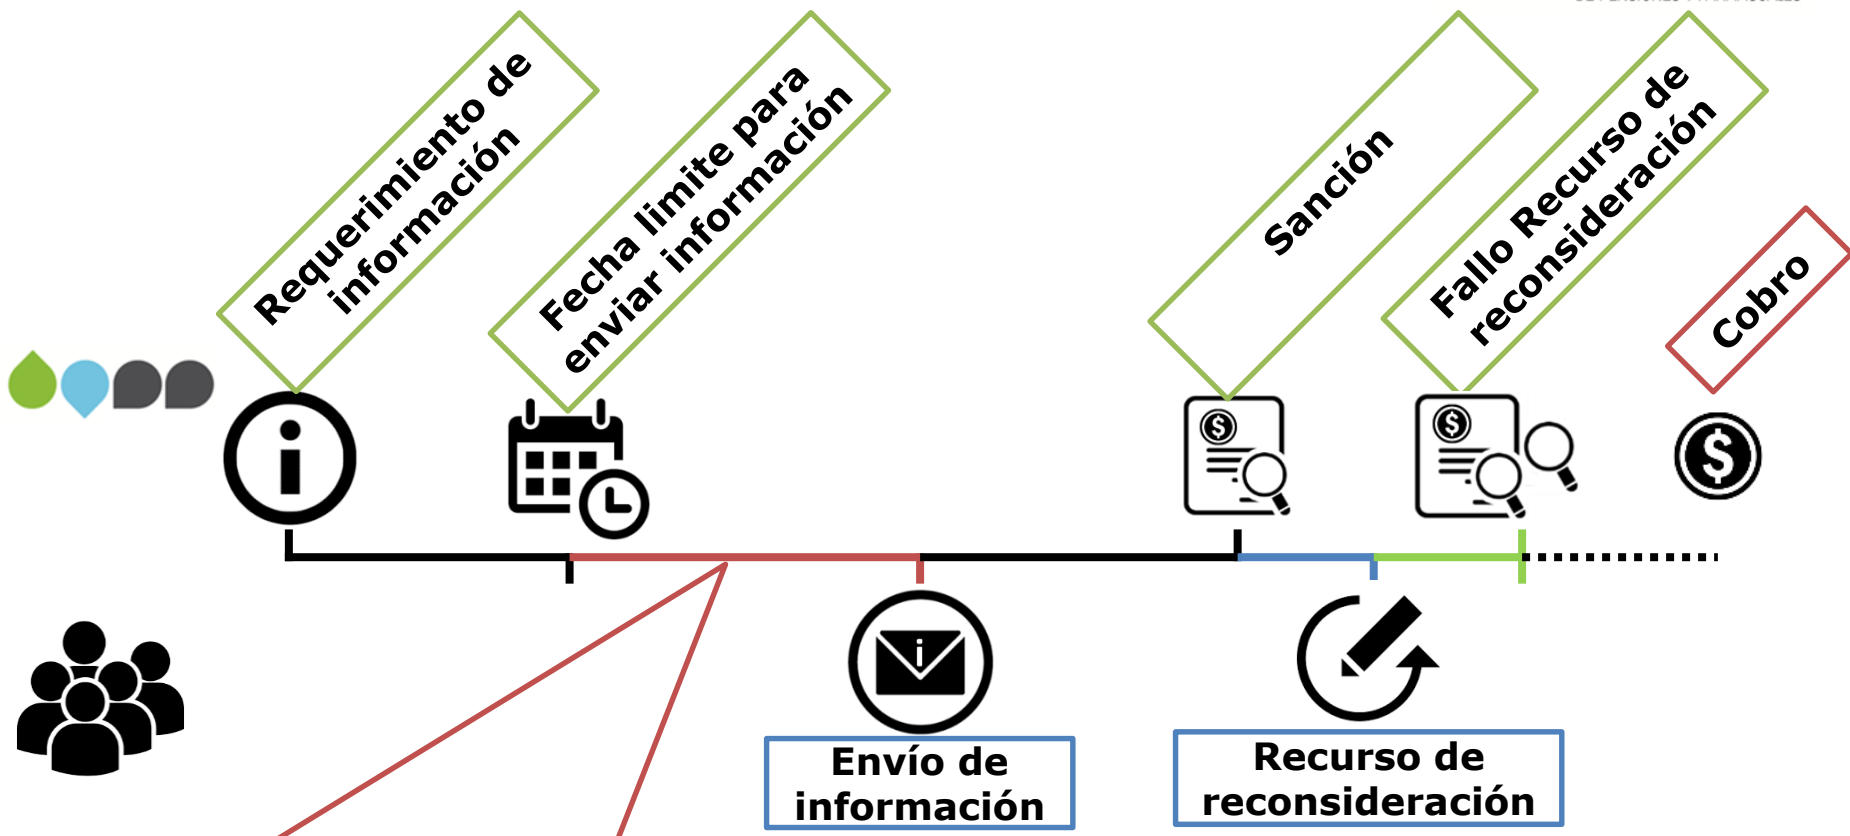 Requerimiento de
información
Fecha limite para
enviar información
Sanción
Fallo Recurso de
reconsideración
Cobro
Envío de
información
Recurso de
reconsideración